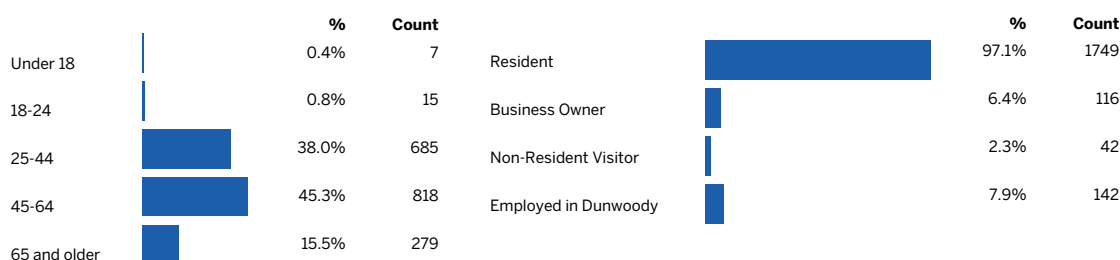 % Count
Under 18 0.4% 7
18-24 0.8% 15
25-44 38.0% 685
45-64 45.3% 818
65 and older 15.5% 279
% Count
Resident 97.1% 1749
Business Owner 6.4% 116
Non-Resident Visitor 2.3% 42
Employed in Dunwoody 7.9% 142